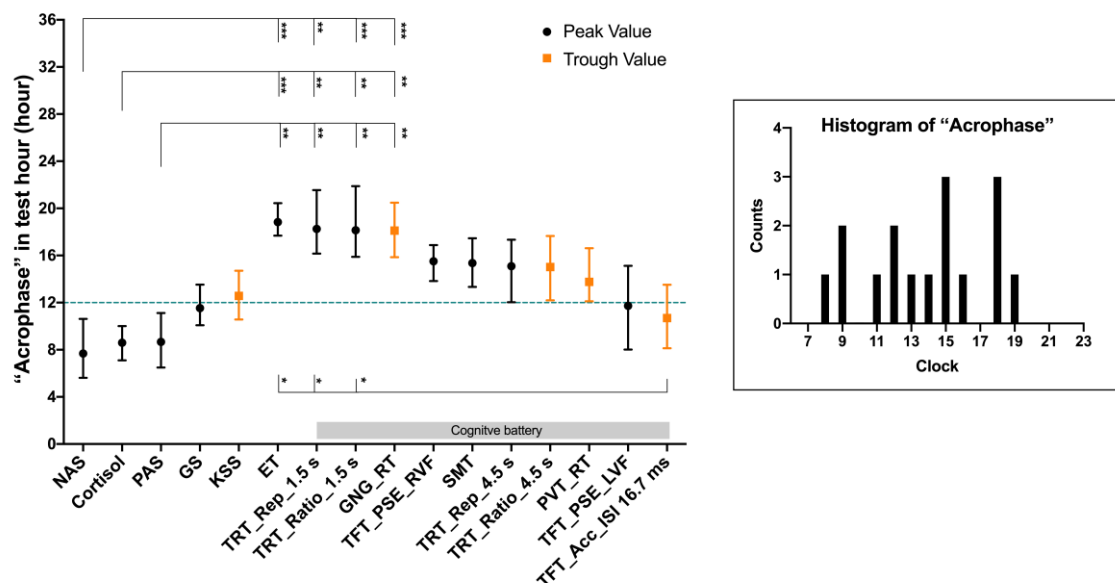 “Acrophase” in test hour (hour)
36
32
28
24
20
16
12
8
4
0
*** ** *** ***
*** ** ** **
** ** ** **
* * *
Peak Value
Trough Value
Cognitve battery
NAS
Cortisol
PAS
GS
KSS
ET
TRT_Rep_1.5 s
TRT_Ratio_1.5 s
GNG_RT
TFT_PSE_RVF
SMT
TRT_Rep_4.5 s
TRT_Ratio_4.5 s
PVT_RT
TFT_PSE_LVF
TFT_Acc_ISI 16.7 ms
Histogram of “Acrophase”
Counts
4
3
2
1
0
7 9 11 13 15 17 19 21 23
Clock